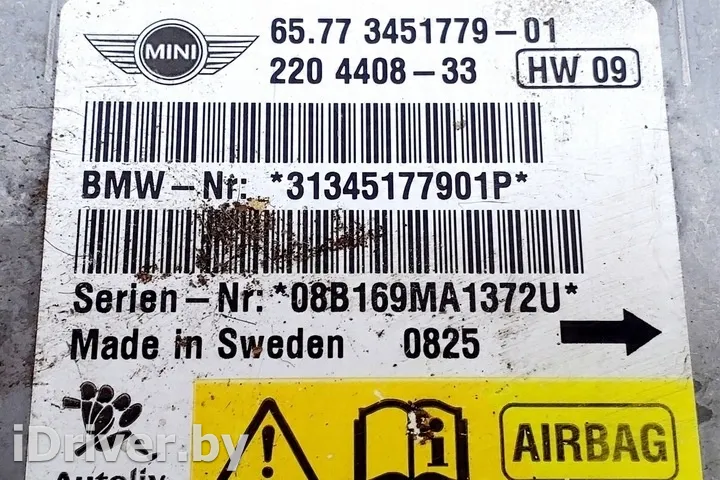 MINI
65.77 3451779-01
220 4408-33 HW 09
BMW-Nr: *31345177901P*
Serien-Nr: *08B169MA1372U*
Made in Sweden 0825
iDriver.by
Autoliv
AIRBAG